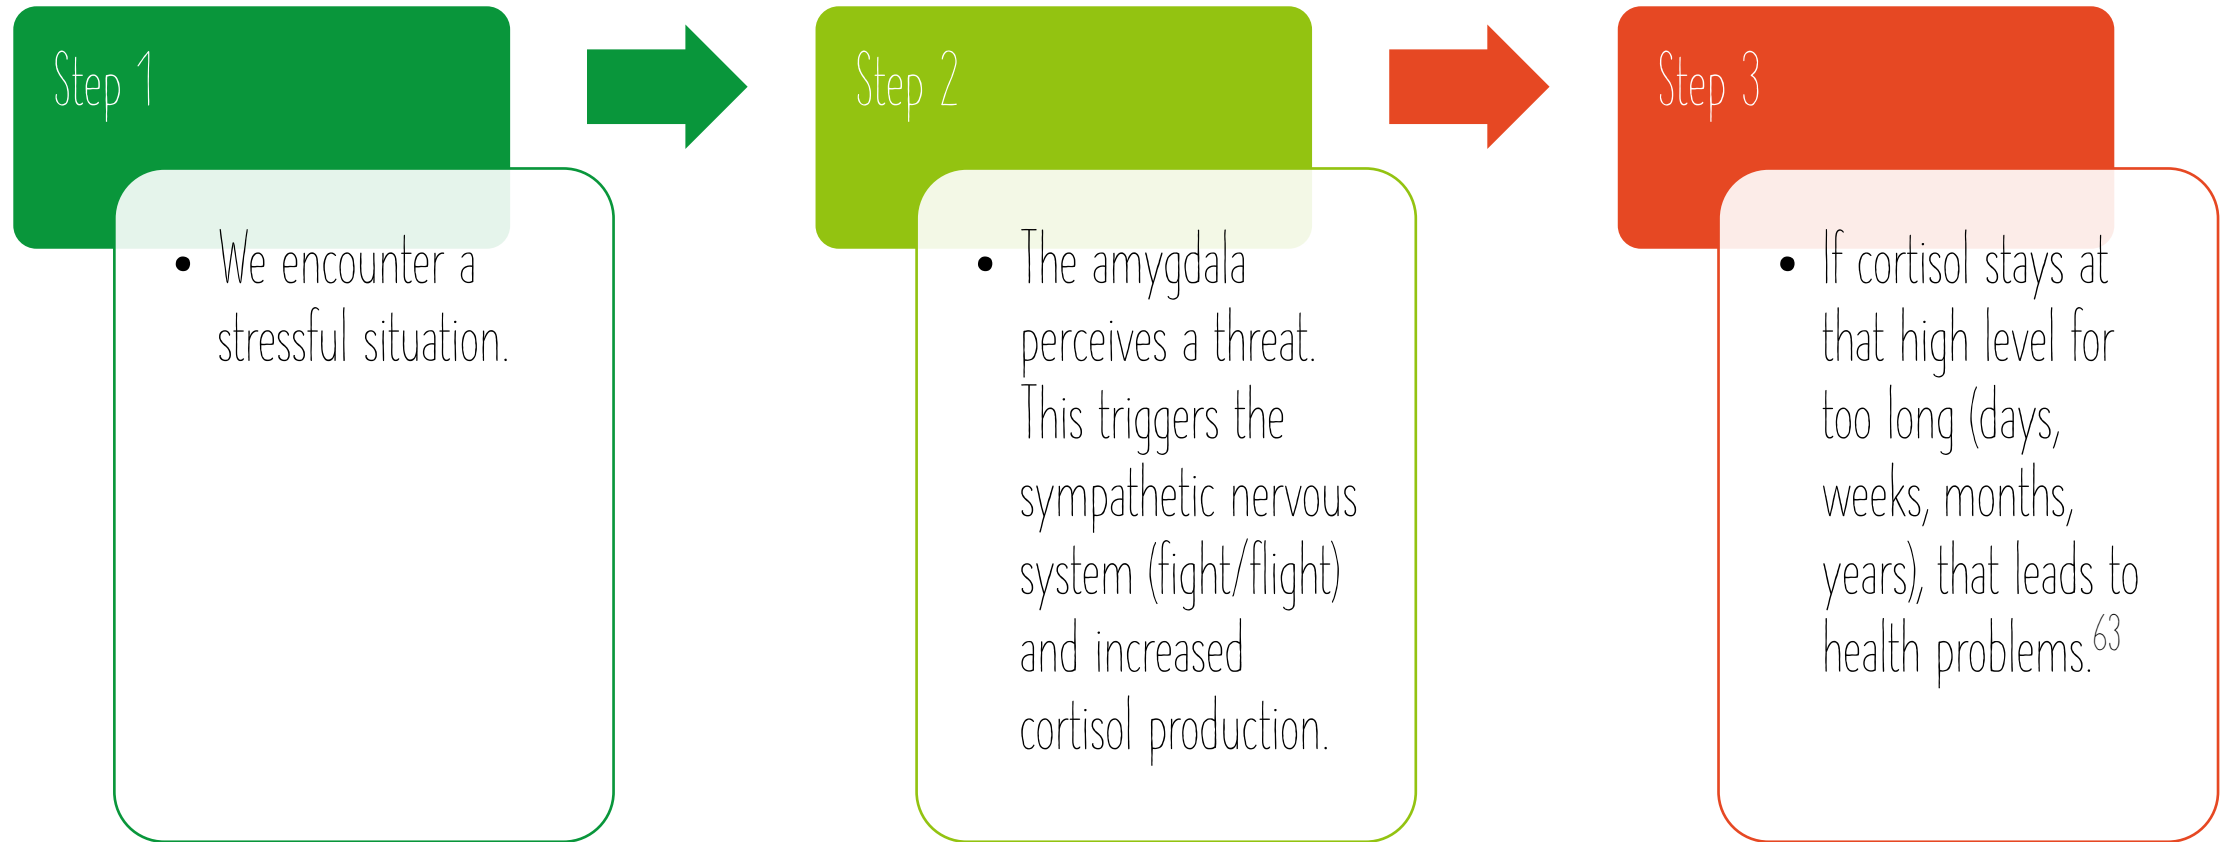 Step 1
• We encounter a
stressful situation.
Step 2
• The amygdala
perceives a threat.
This triggers the
sympathetic nervous
system (fight/flight)
and increased
cortisol production.
Step 3
• If cortisol stays at
that high level for
too long (days,
weeks, months,
years), that leads to
health problems.63